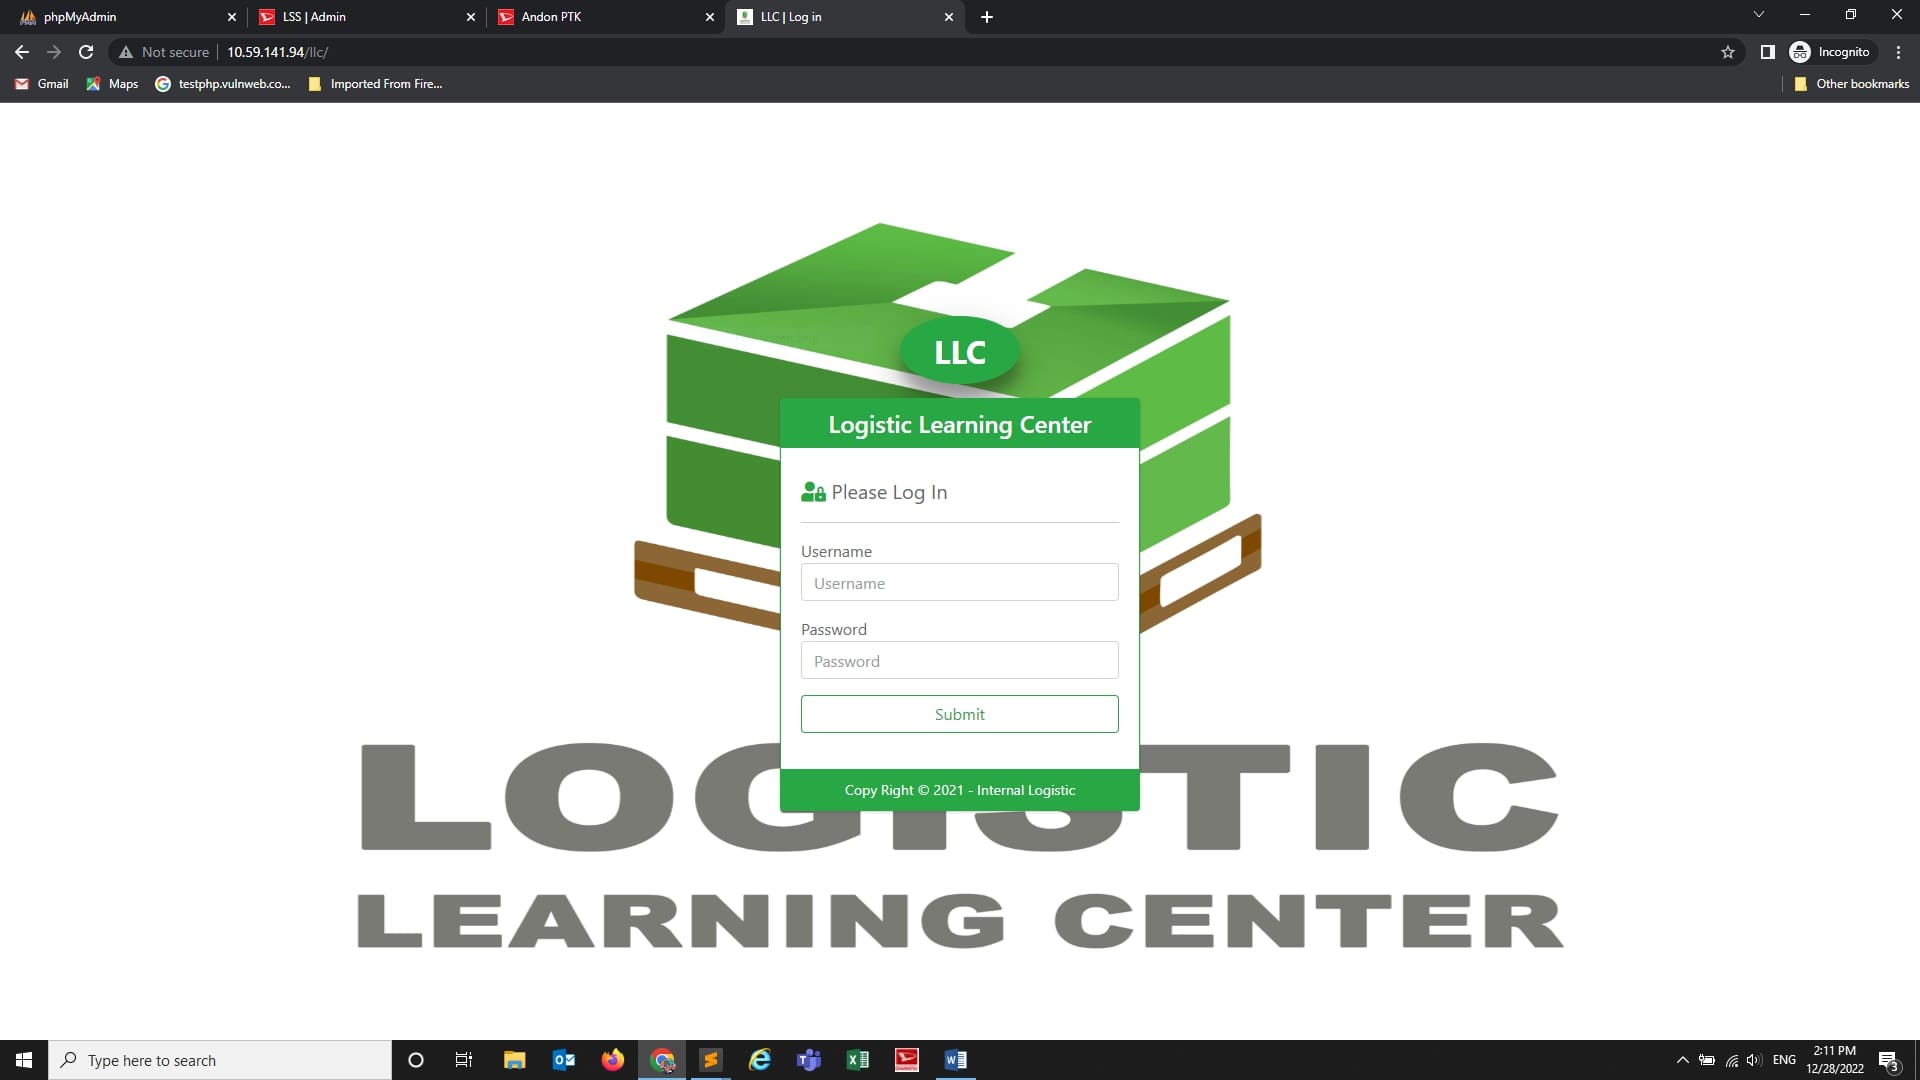 phpMyAdmin
LSS | Admin
Andon PTK
LLC | Log in
Not secure
10.59.141.94/llc/
Incognito
Gmail
Maps
testphp.vulnweb.co...
Imported From Fire...
Other bookmarks
LLC
Logistic Learning Center
Please Log In
Username
Username
Password
Password
Submit
Copy Right © 2021 - Internal Logistic
LOGISTIC
LEARNING CENTER
Type here to search
ENG
2:11 PM
12/28/2022
3